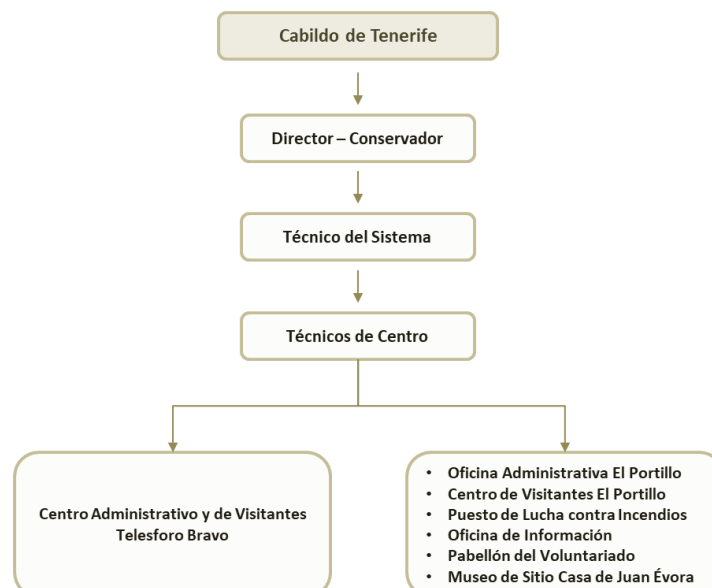 Cabildo de Tenerife
Director – Conservador
Técnico del Sistema
Técnicos de Centro
Centro Administrativo y de Visitantes
Telesforo Bravo
• Oficina Administrativa El Portillo
• Centro de Visitantes El Portillo
• Puesto de Lucha contra Incendios
• Oficina de Información
• Pabellón del Voluntariado
• Museo de Sitio Casa de Juan Évora